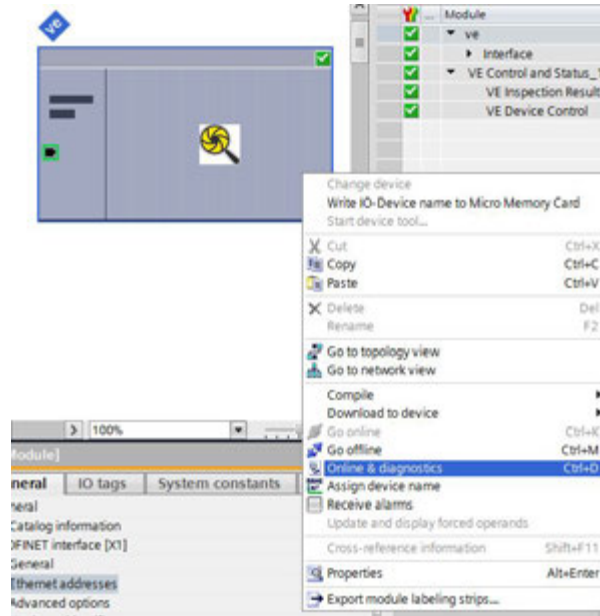 ve
Module
ve
Interface
VE Control and Status_1
VE Inspection Result
VE Device Control
Change device
Write IO-Device name to Micro Memory Card
Start device tool...
Cut Ctrl+X
Copy Ctrl+C
Paste Ctrl+V
Delete Del
Rename F2
Go to topology view
Go to network view
Compile
Download to device
Go online Ctrl+K
Go offline Ctrl+M
Online & diagnostics Ctrl+D
Assign device name
Receive alarms
Update and display forced operands
Cross-reference information Shift+F11
Properties Alt+Enter
Export module labeling strips...
100%
Module]
neral IO tags System constants
neral
Catalog information
OFINET interface [X1]
General
Ethernet addresses
Advanced options